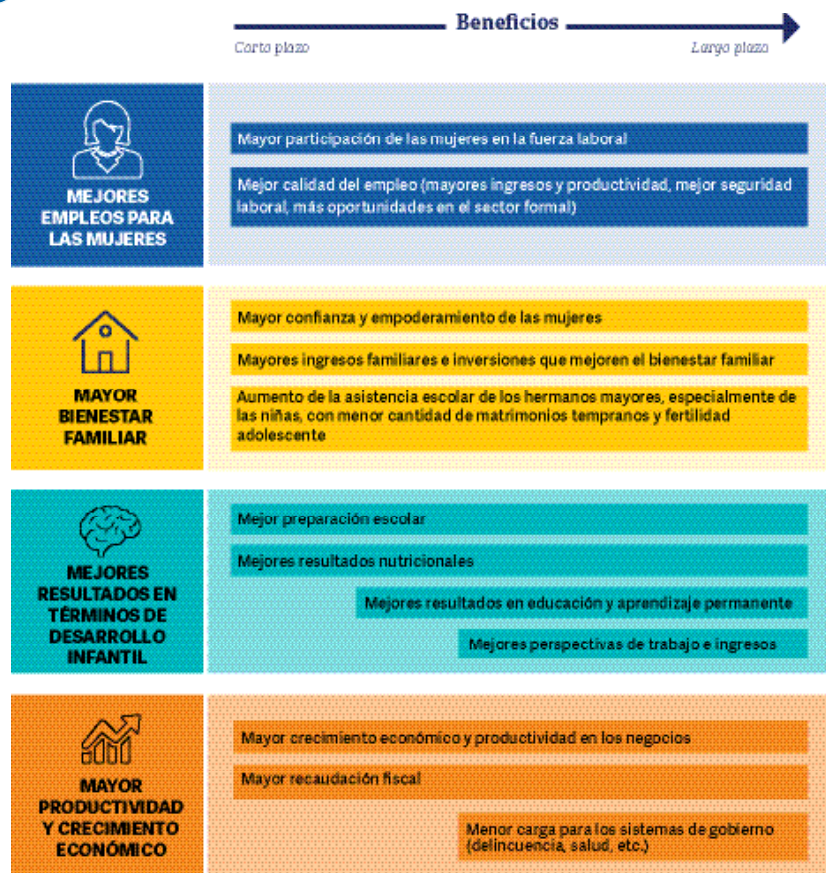 Beneficios
Corto plazo
Largo plazo
MEJORES
EMPLEOS PARA
LAS MUJERES
Mayor participación de las mujeres en la fuerza laboral
Mejor calidad del empleo (mayores ingresos y productividad, mejor seguridad
laboral, más oportunidades en el sector formal)
MAYOR
BIENESTAR
FAMILIAR
Mayor confianza y empoderamiento de las mujeres
Mayores ingresos familiares e inversiones que mejoren el bienestar familiar
Aumento de la asistencia escolar de los hermanos mayores, especialmente de
las niñas, con menor cantidad de matrimonios tempranos y fertilidad
adolescente
MEJORES
RESULTADOS EN
TÉRMINOS DE
DESARROLLO
INFANTIL
Mejor preparación escolar
Mejores resultados nutricionales
Mejores resultados en educación y aprendizaje permanente
Mejores perspectivas de trabajo e ingresos
MAYOR
PRODUCTIVIDAD
Y CRECIMIENTO
ECONÓMICO
Mayor crecimiento económico y productividad en los negocios
Mayor recaudación fiscal
Menor carga para los sistemas de gobierno
(delincuencia, salud, etc.)